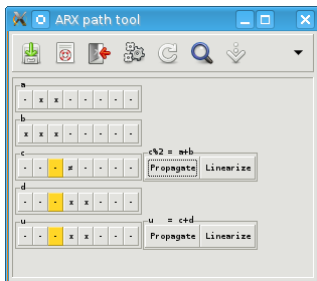 ARX path tool
a
- x x - - - - -
b
x x x - - - - -
c c%2 = a+b
- - - ≠ - - - - Propagate Linearize
d
- - - x x - - -
u u = c+d
- - - x x - - - Propagate Linearize